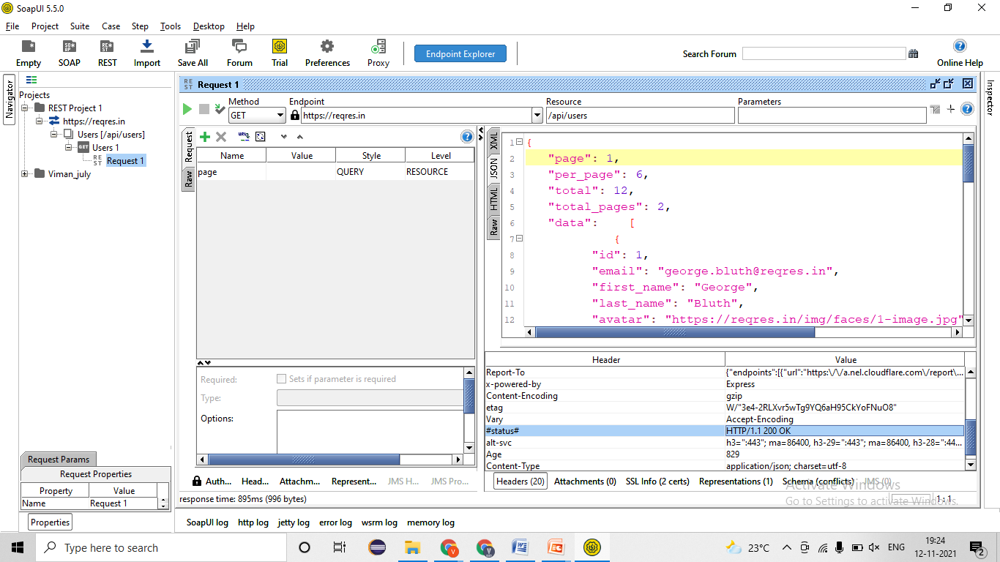 SoapUI 5.5.0
File Project Suite Case Step Tools Desktop Help
Empty SOAP REST Import Save All Forum Trial Preferences Proxy
Endpoint Explorer
Search Forum
Online Help
Navigator
Projects
REST Project 1
https://reqres.in
Users [/api/users]
GET Users 1
REST Request 1
Viman_july
Inspector
REST Request 1
Method Endpoint Resource Parameters
GET https://reqres.in /api/users
Request
Raw
Name Value Style Level
page QUERY RESOURCE
Required: Sets if parameter is required
Type:
Options:
XML
JSON
HTML
Raw
1 {
2 "page": 1,
3 "per_page": 6,
4 "total": 12,
5 "total_pages": 2,
6 "data": [
7 {
8 "id": 1,
9 "email": "george.bluth@reqres.in",
10 "first_name": "George",
11 "last_name": "Bluth",
12 "avatar": "https://reqres.in/img/faces/1-image.jpg"
Header Value
Report-To {"endpoints":[{"url":"https:\/\/a.nel.cloudflare.com\/report\...
x-powered-by Express
Content-Encoding gzip
etag W/"3e4-2RLXvr5wTg9YQ6aH95CkYoFNuO8"
Vary Accept-Encoding
#status# HTTP/1.1 200 OK
alt-svc h3=":443"; ma=86400, h3-29=":443"; ma=86400, h3-28=":44...
Age 829
Content-Type application/json; charset=utf-8
Auth... Head... Attachm... Represent... JMS H... JMS Pro...
Headers (20) Attachments (0) SSL Info (2 certs) Representations (1) Schema (conflicts) JMS (0)
response time: 895ms (996 bytes)
1 : 1
Activate Windows
Go to Settings to activate Windows.
Request Params
Request Properties
Property Value
Name Request 1
Properties
SoapUI log http log jetty log error log wsrm log memory log
Type here to search
23°C
ENG
19:24
12-11-2021
2